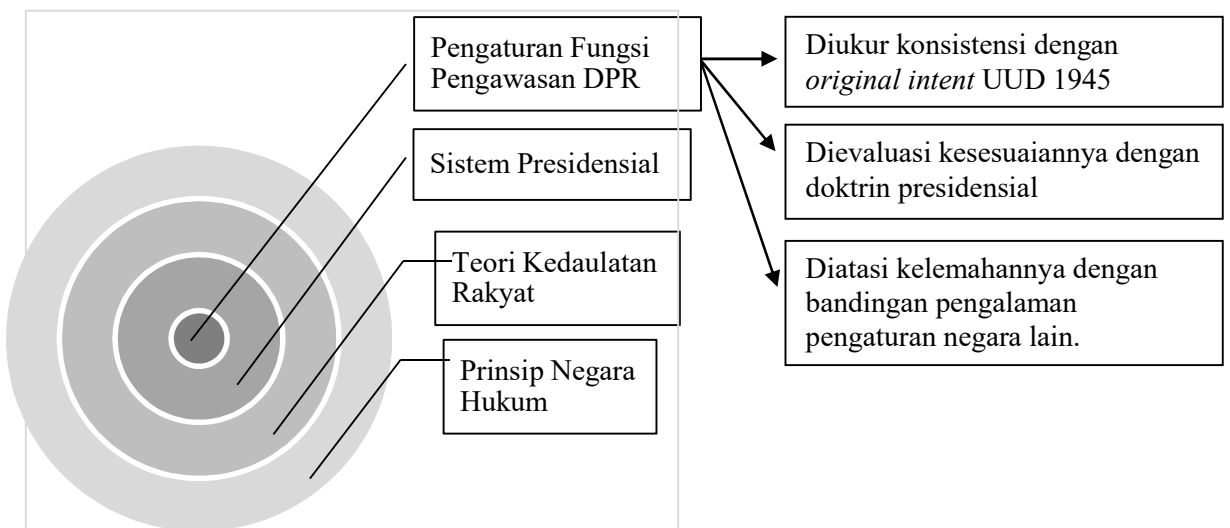 Pengaturan Fungsi
Pengawasan DPR
Sistem Presidensial
Teori Kedaulatan
Rakyat
Prinsip Negara
Hukum
Diukur konsistensi dengan
original intent UUD 1945
Dievaluasi kesesuaiannya dengan
doktrin presidensial
Diatasi kelemahannya dengan
bandingan pengalaman
pengaturan negara lain.